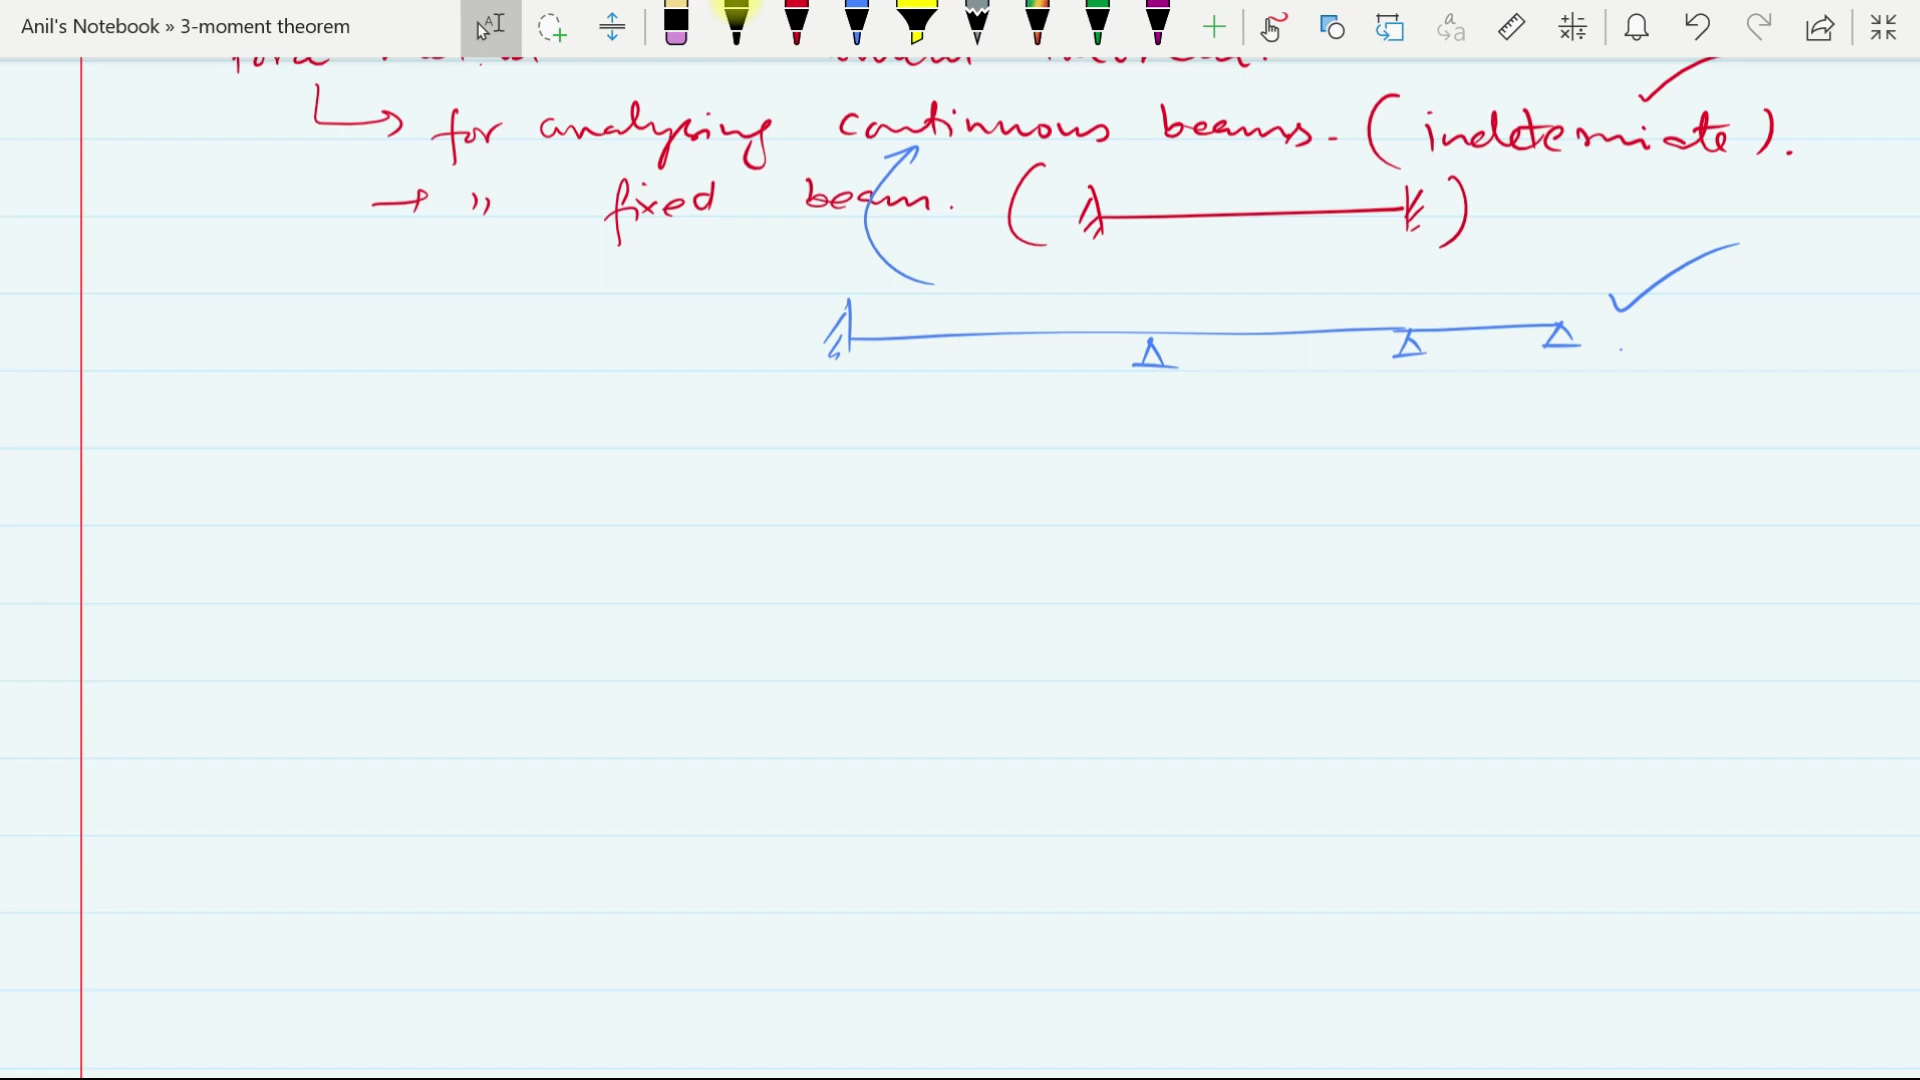 Anil's Notebook » 3-moment theorem
for analysing continuous beams. (indeterminate).
→ " fixed beam. ( )